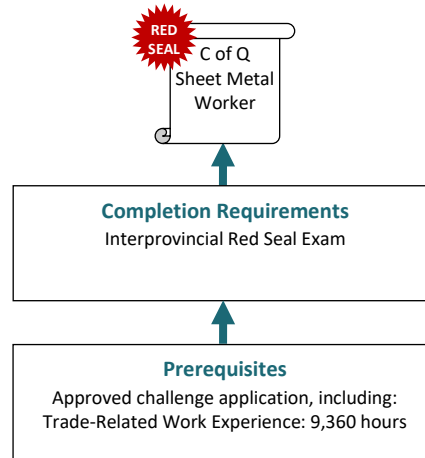 RED
SEAL
C of Q
Sheet Metal
Worker
Completion Requirements
Interprovincial Red Seal Exam
Prerequisites
Approved challenge application, including:
Trade-Related Work Experience: 9,360 hours